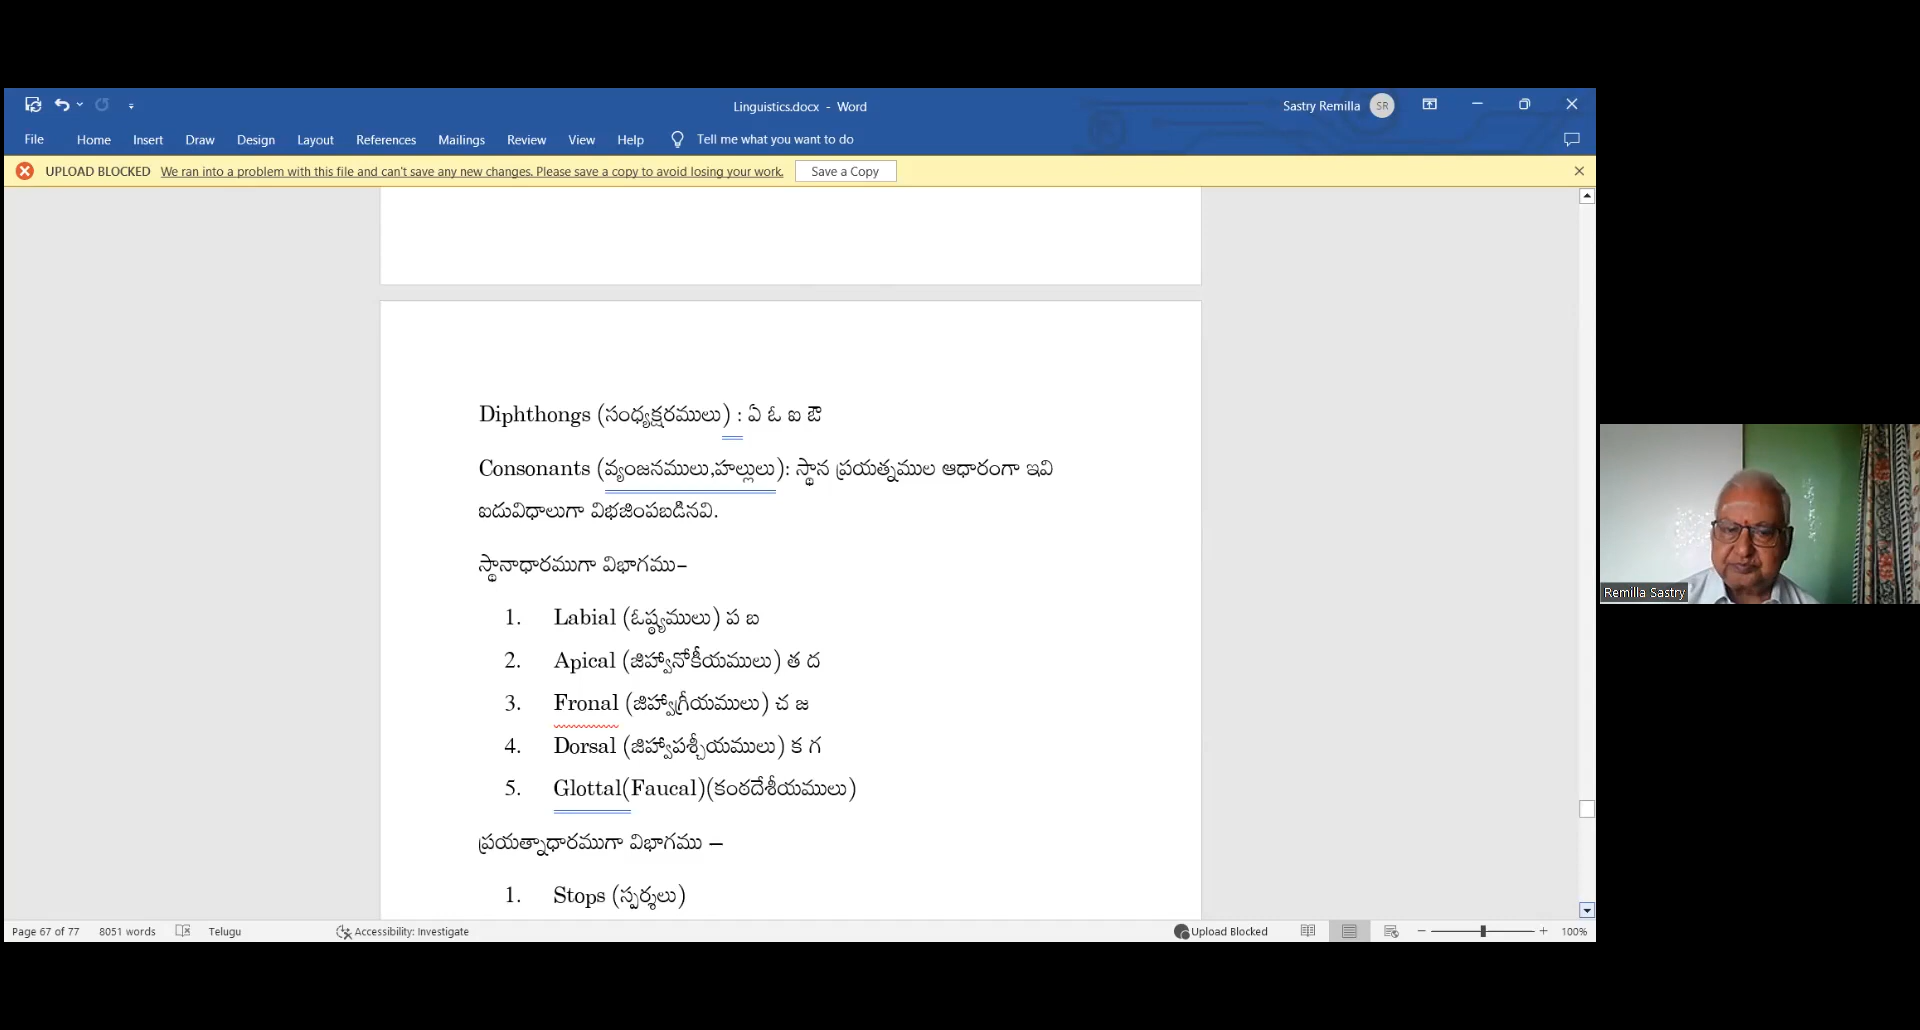 Linguistics.docx - Word
Sastry Remilla SR
File Home Insert Draw Design Layout References Mailings Review View Help Tell me what you want to do
UPLOAD BLOCKED We ran into a problem with this file and can't save any new changes. Please save a copy to avoid losing your work. Save a Copy
Diphthongs (సంధ్యక్షరములు) : ఏ ఓ ఐ ఔ
Consonants (వ్యంజనములు,హల్లులు): స్థాన ప్రయత్నముల ఆధారంగా ఇవి
ఐదువిధాలుగా విభజింపబడినవి.
స్థానాధారముగా విభాగము–
1. Labial (ఓష్ఠ్యములు) ప బ
2. Apical (జిహ్వానోకీయములు) త ద
3. Fronal (జిహ్వాగ్రీయములు) చ జ
4. Dorsal (జిహ్వాపశ్చీయములు) క గ
5. Glottal(Faucal)(కంఠదేశీయములు)
ప్రయత్నాధారముగా విభాగము –
1. Stops (స్పర్శలు)
Remilla Sastry
Page 67 of 77 8051 words Telugu Accessibility: Investigate Upload Blocked 100%